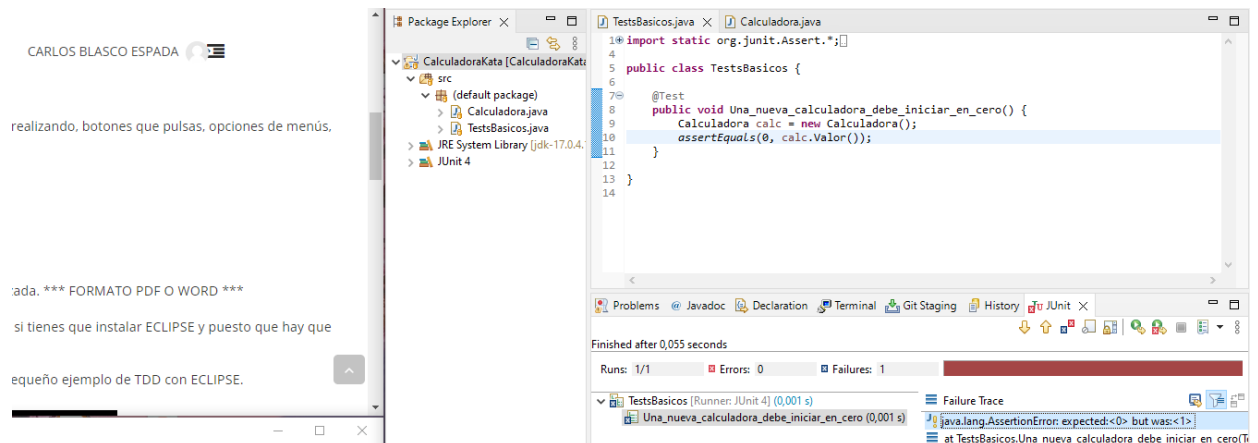 CARLOS BLASCO ESPADA
realizando, botones que pulsas, opciones de menús,
*** FORMATO PDF O WORD ***
si tienes que instalar ECLIPSE y puesto que hay que
ejemplo de TDD con ECLIPSE.
Package Explorer
CalculadoraKata [CalculadoraKata
src
(default package)
Calculadora.java
TestsBasicos.java
JRE System Library [jdk-17.0.4.
JUnit 4
TestsBasicos.java Calculadora.java
1 import static org.junit.Assert.*;
4
5 public class TestsBasicos {
6
7 @Test
8 public void Una_nueva_calculadora_debe_iniciar_en_cero() {
9 Calculadora calc = new Calculadora();
10 assertEquals(0, calc.Valor());
11 }
12
13 }
14
Problems @ Javadoc Declaration Terminal Git Staging History JUnit
Finished after 0,055 seconds
Runs: 1/1 Errors: 0 Failures: 1
TestsBasicos [Runner: JUnit 4] (0,001 s)
Una_nueva_calculadora_debe_iniciar_en_cero (0,001 s)
Failure Trace
java.lang.AssertionError: expected:<0> but was:<1>
at TestsBasicos.Una_nueva_calculadora_debe_iniciar_en_cero(T